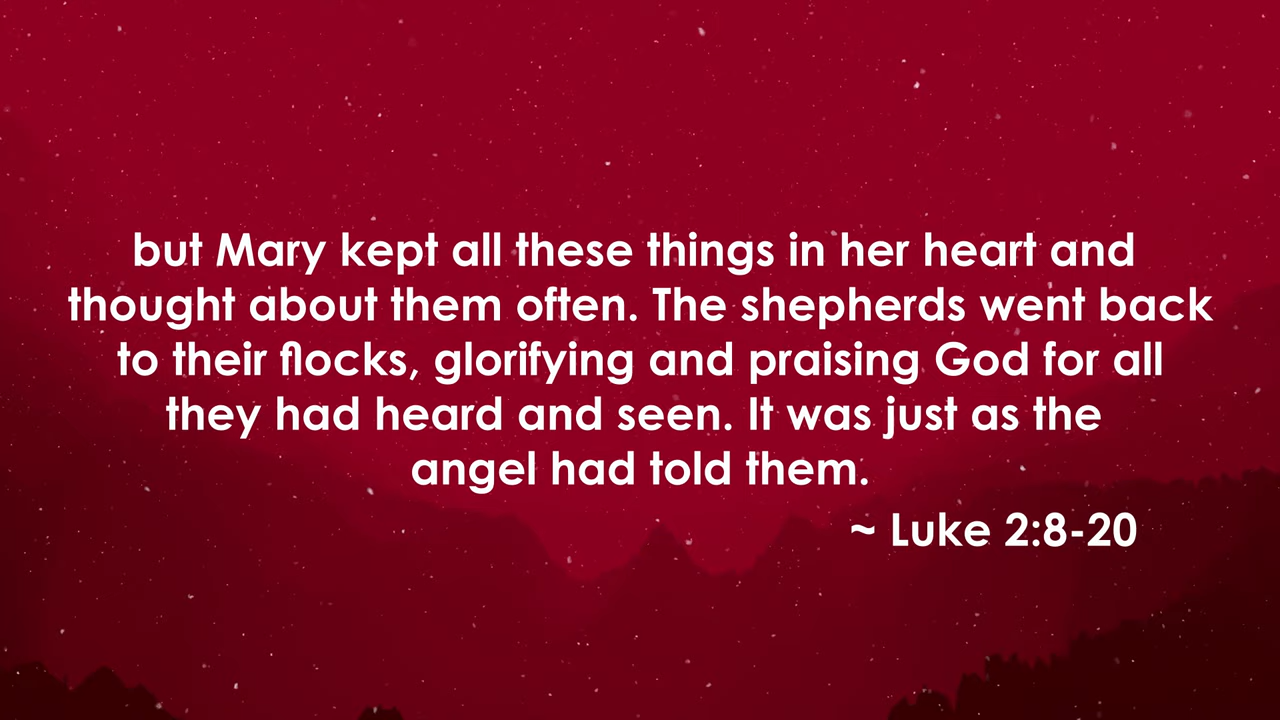 but Mary kept all these things in her heart and
thought about them often. The shepherds went back
to their flocks, glorifying and praising God for all
they had heard and seen. It was just as the
angel had told them.
~ Luke 2:8-20